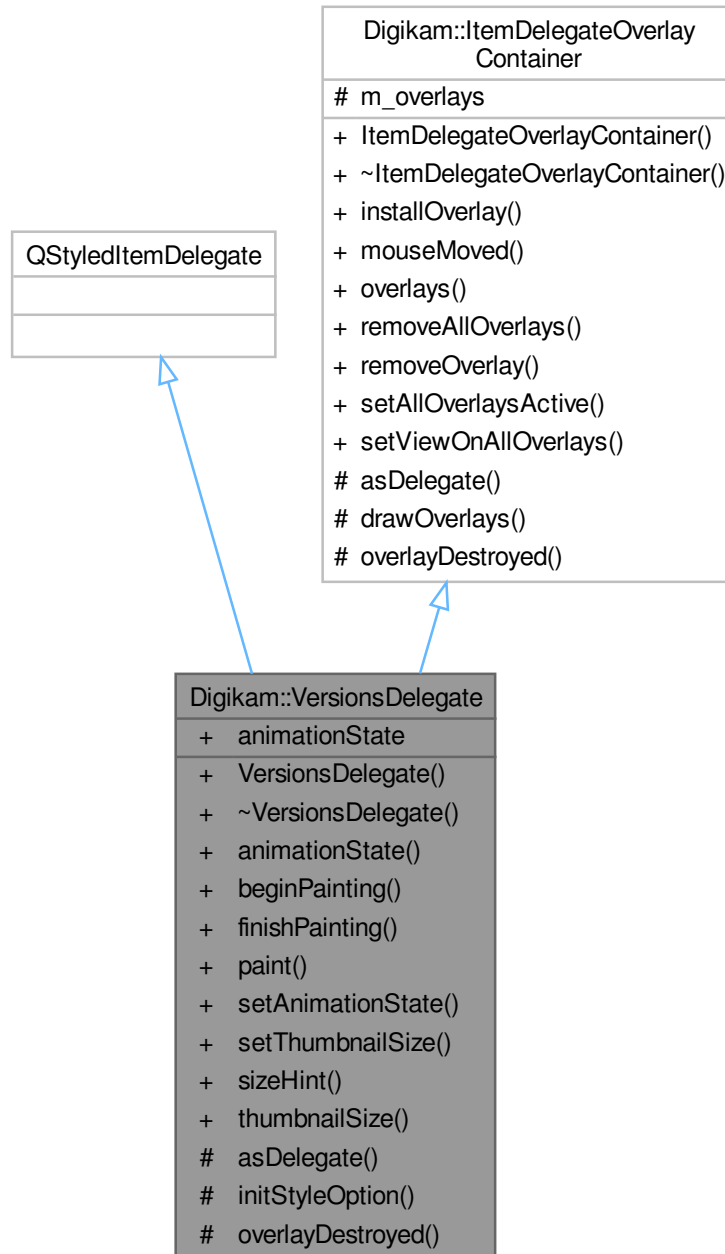 Digikam::ItemDelegateOverlay
Container
# m_overlays
+ ItemDelegateOverlayContainer()
+ ~ItemDelegateOverlayContainer()
+ installOverlay()
+ mouseMoved()
+ overlays()
+ removeAllOverlays()
+ removeOverlay()
+ setAllOverlaysActive()
+ setViewOnAllOverlays()
# asDelegate()
# drawOverlays()
# overlayDestroyed()
QStyledItemDelegate
Digikam::VersionsDelegate
+ animationState
+ VersionsDelegate()
+ ~VersionsDelegate()
+ animationState()
+ beginPainting()
+ finishPainting()
+ paint()
+ setAnimationState()
+ setThumbnailSize()
+ sizeHint()
+ thumbnailSize()
# asDelegate()
# initStyleOption()
# overlayDestroyed()